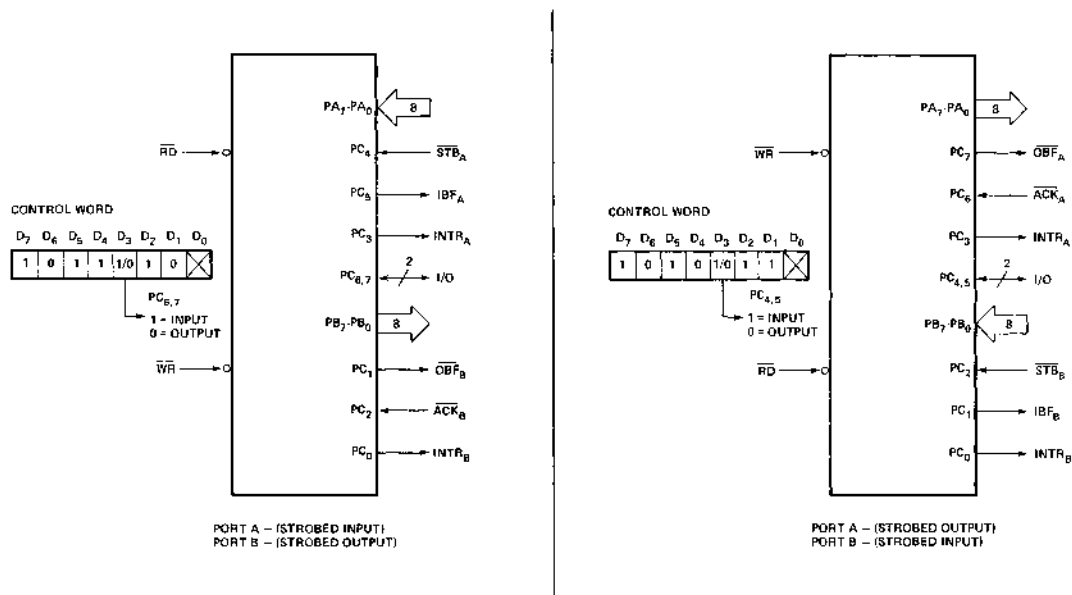 PA7-PA0
8
PC4
STBA
RD
PC5
IBFA
CONTROL WORD
D7 D6 D5 D4 D3 D2 D1 D0
1 0 1 1 1/0 1 0 X
PC3
INTRA
PC6,7
2
I/O
PC6,7
1 = INPUT
0 = OUTPUT
PB7-PB0
8
WR
PC1
OBFB
PC2
ACKB
PC0
INTRB
PORT A – (STROBED INPUT)
PORT B – (STROBED OUTPUT)
PA7-PA0
8
WR
PC7
OBFA
PC6
ACKA
CONTROL WORD
D7 D6 D5 D4 D3 D2 D1 D0
1 0 1 0 1/0 1 1 X
PC3
INTRA
PC4,5
2
I/O
PC4,5
1 = INPUT
0 = OUTPUT
PB7-PB0
8
RD
PC2
STBB
PC1
IBFB
PC0
INTRB
PORT A – (STROBED OUTPUT)
PORT B – (STROBED INPUT)